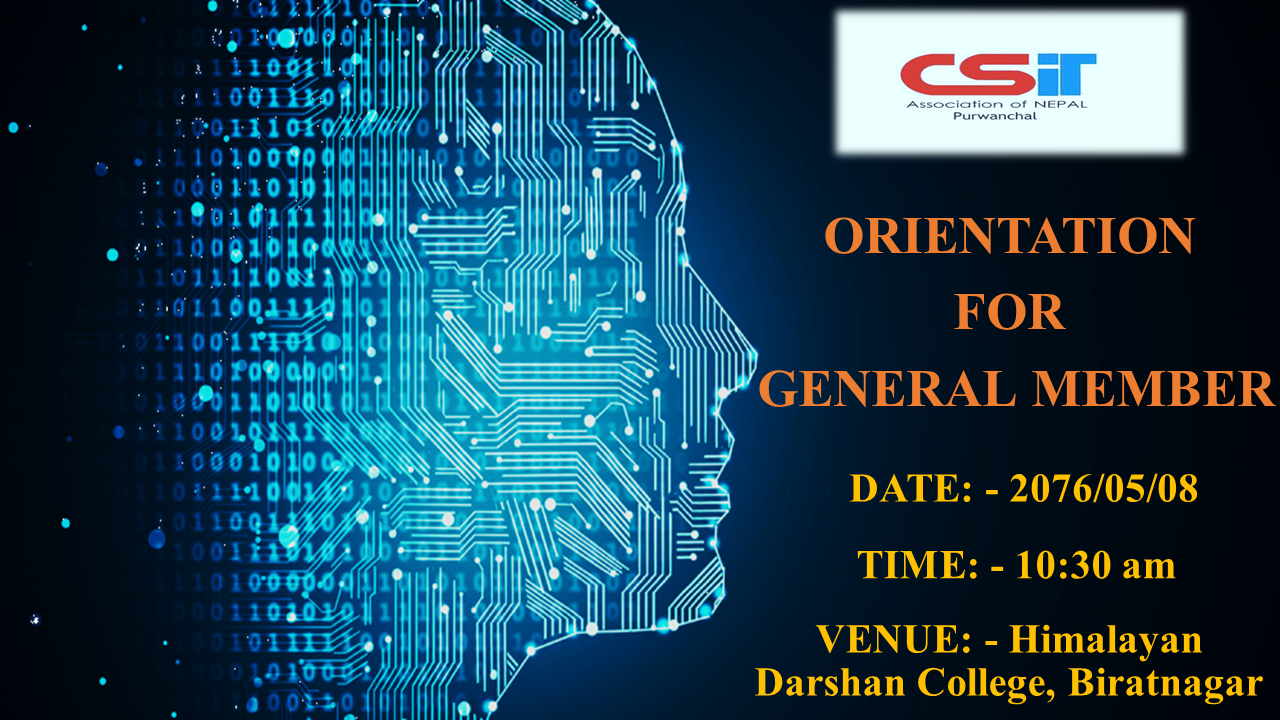 CSiT
Association of NEPAL
Purwanchal
ORIENTATION
FOR
GENERAL MEMBER
DATE: - 2076/05/08
TIME: - 10:30 am
VENUE: - Himalayan
Darshan College, Biratnagar